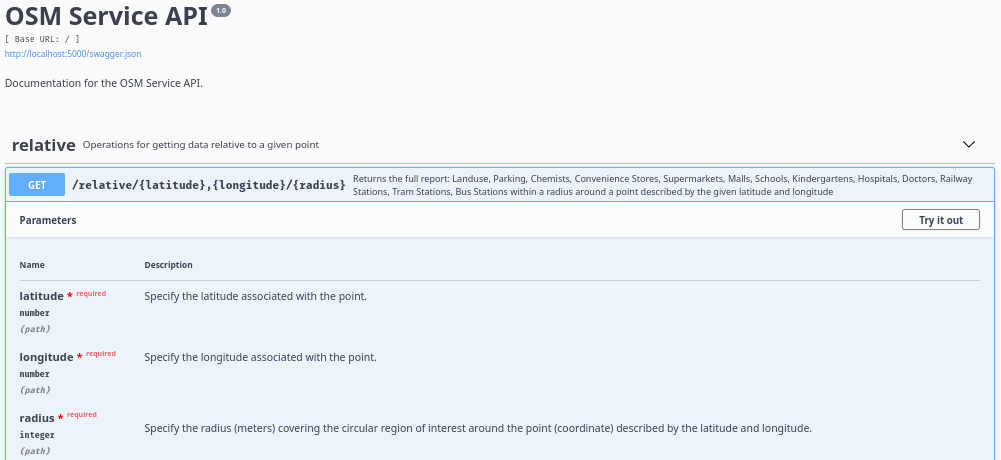 OSM Service API 1.0
[ Base URL: / ]
http://localhost:5000/swagger.json
Documentation for the OSM Service API.
relative Operations for getting data relative to a given point
GET /relative/{latitude},{longitude}/{radius} Returns the full report: Landuse, Parking, Chemists, Convenience Stores, Supermarkets, Malls, Schools, Kindergartens, Hospitals, Doctors, Railway
Stations, Tram Stations, Bus Stations within a radius around a point described by the given latitude and longitude
Parameters Try it out
Name Description
latitude * required Specify the latitude associated with the point.
number
(path)
longitude * required Specify the longitude associated with the point.
number
(path)
radius * required
integer Specify the radius (meters) covering the circular region of interest around the point (coordinate) described by the latitude and longitude.
(path)